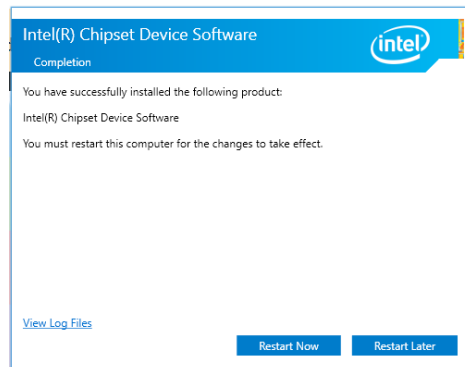 Intel(R) Chipset Device Software
intel
Completion
You have successfully installed the following product:
Intel(R) Chipset Device Software
You must restart this computer for the changes to take effect.
View Log Files
Restart Now
Restart Later